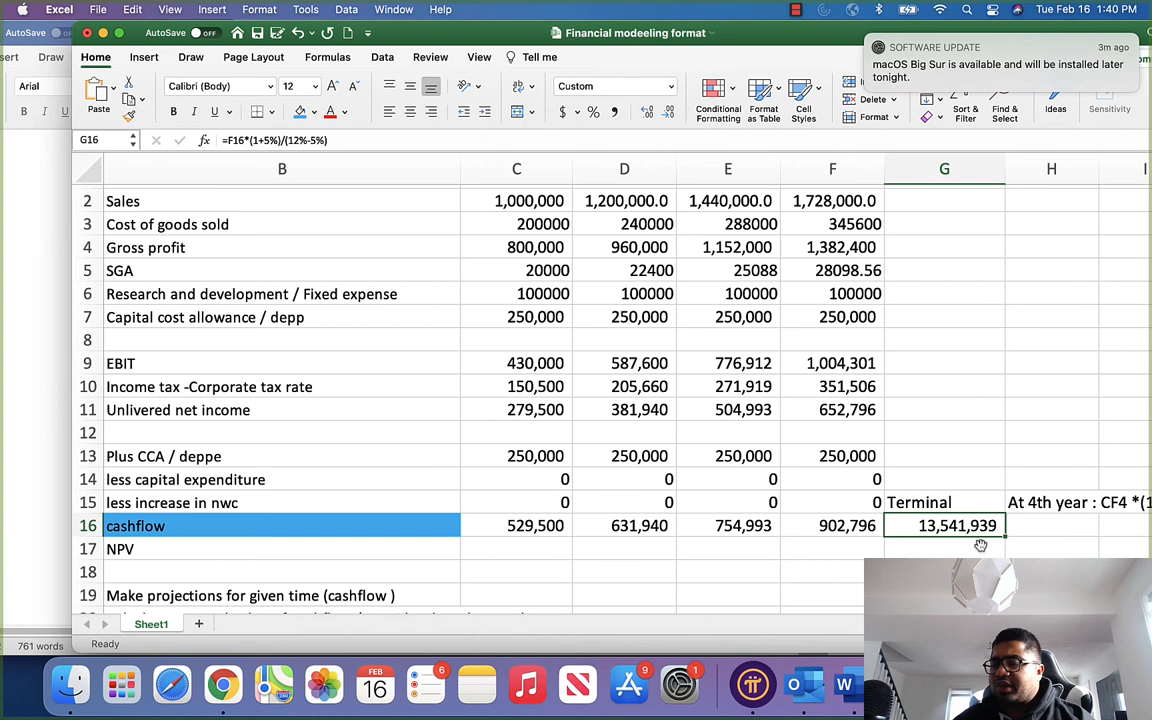 Excel File Edit View Insert Format Tools Data Window Help Tue Feb 16 1:40 PM
AutoSave AutoSave OFF Financial modeeling format
sert Draw Home Insert Draw Page Layout Formulas Data Review View Tell me
SOFTWARE UPDATE 3m ago
macOS Big Sur is available and will be installed later
tonight.
Arial Paste Calibri (Body) 12 A A ab Custom Conditional Formatting Format as Table Cell Styles Delete Format Sort & Filter Find & Select Ideas Sensitivity
B I U B I U A $ % ,
G16 fx =F16*(1+5%)/(12%-5%)
B C D E F G H I
2 Sales 1,000,000 1,200,000.0 1,440,000.0 1,728,000.0
3 Cost of goods sold 200000 240000 288000 345600
4 Gross profit 800,000 960,000 1,152,000 1,382,400
5 SGA 20000 22400 25088 28098.56
6 Research and development / Fixed expense 100000 100000 100000 100000
7 Capital cost allowance / depp 250,000 250,000 250,000 250,000
8
9 EBIT 430,000 587,600 776,912 1,004,301
10 Income tax -Corporate tax rate 150,500 205,660 271,919 351,506
11 Unlivered net income 279,500 381,940 504,993 652,796
12
13 Plus CCA / deppe 250,000 250,000 250,000 250,000
14 less capital expenditure 0 0 0 0
15 less increase in nwc 0 0 0 0 Terminal At 4th year : CF4 *(1
16 cashflow 529,500 631,940 754,993 902,796 13,541,939
17 NPV
18
19 Make projections for given time (cashflow )
Sheet1 +
761 words Ready
FEB
16 6 9 1 W